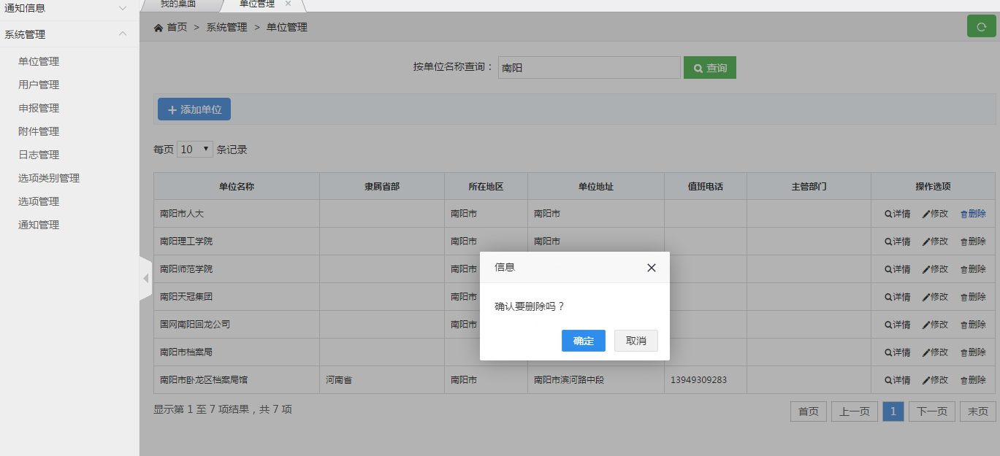 通知信息
系统管理
单位管理
用户管理
申报管理
附件管理
日志管理
选项类别管理
选项管理
通知管理
我的桌面 单位管理
首页 > 系统管理 > 单位管理
按单位名称查询： 南阳 查询
添加单位
每页 10 条记录
单位名称 隶属省部 所在地区 单位地址 值班电话 主管部门 操作选项
南阳市人大 南阳市 南阳市 详情 修改 删除
南阳理工学院 南阳市 南阳市 详情 修改 删除
南阳师范学院 南阳市 详情 修改 删除
南阳天冠集团 南阳市 详情 修改 删除
国网南阳回龙公司 南阳市 详情 修改 删除
南阳市档案局 详情 修改 删除
南阳市卧龙区档案局馆 河南省 南阳市 南阳市滨河路中段 13949309283 详情 修改 删除
显示第 1 至 7 项结果，共 7 项
首页 上一页 1 下一页 末页
信息
确认要删除吗？
确定 取消